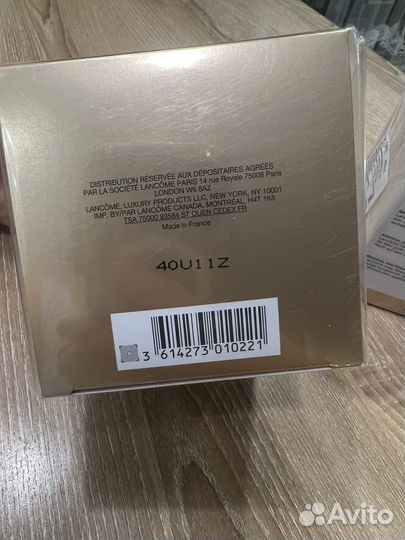 DISTRIBUTION RÉSERVÉE AUX DÉPOSITAIRES AGRÉÉS
PAR LA SOCIÉTÉ LANCÔME PARIS 14 rue Royale 75008 Paris
LONDON W6 8AZ
LANCÔME, LUXURY PRODUCTS LLC, NEW YORK, NY 10001
IMP. BY/PAR LANCÔME CANADA, MONTRÉAL, H4T 1K5
TSA 75000 93584 ST OUEN CEDEX FR
Made in France
40U11Z
3 614273 010221
Avito